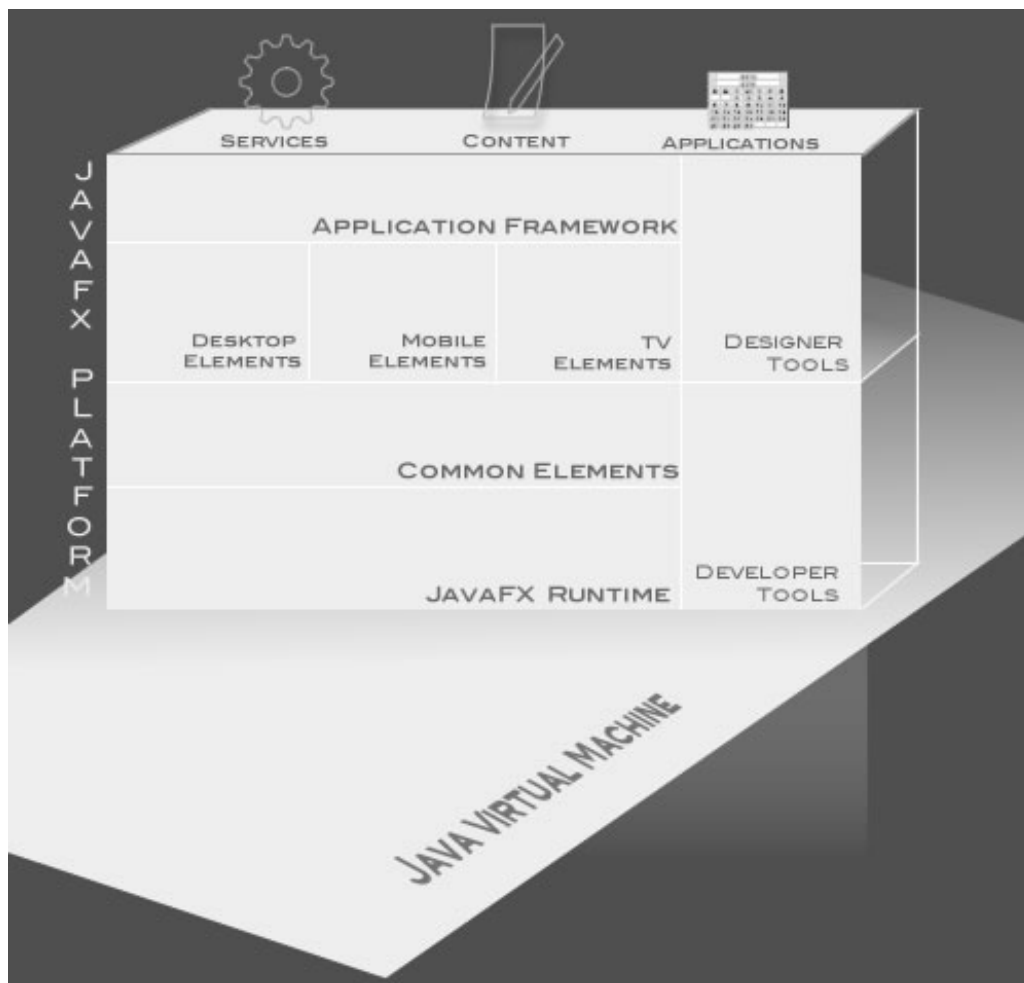 SERVICES
CONTENT
APPLICATIONS
JAVAFX PLATFORM
APPLICATION FRAMEWORK
DESKTOP
ELEMENTS
MOBILE
ELEMENTS
TV
ELEMENTS
DESIGNER
TOOLS
COMMON ELEMENTS
JAVAFX RUNTIME
DEVELOPER
TOOLS
JAVA VIRTUAL MACHINE